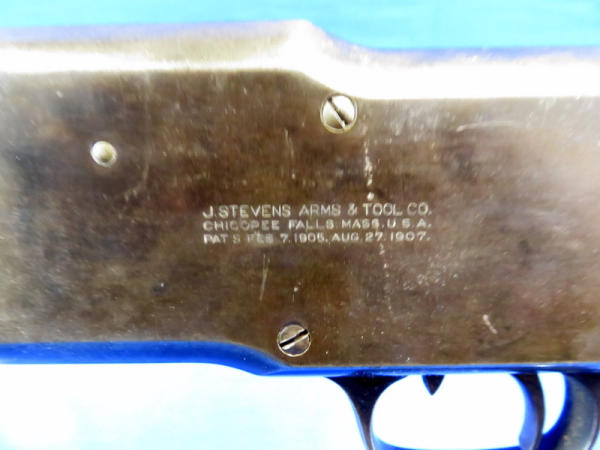 J. STEVENS ARMS & TOOL CO.
CHICOPEE FALLS. MASS. U.S.A.
PAT'S FEB 7. 1905. AUG. 27. 1907.